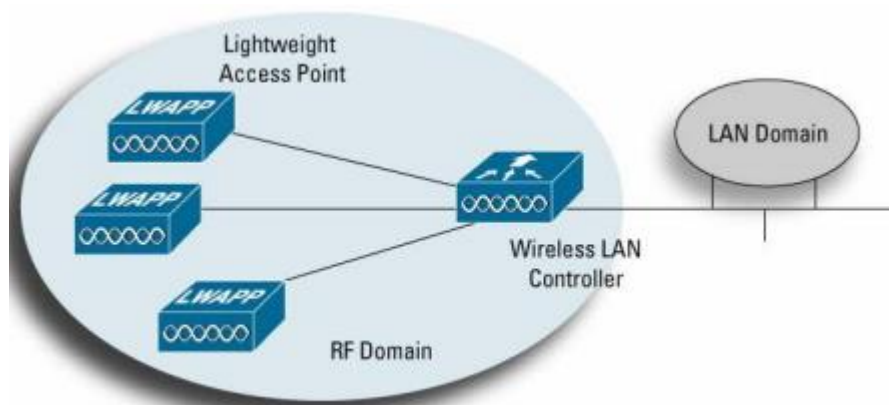 Lightweight
Access Point
LWAPP
LWAPP
LWAPP
LAN Domain
Wireless LAN
Controller
RF Domain